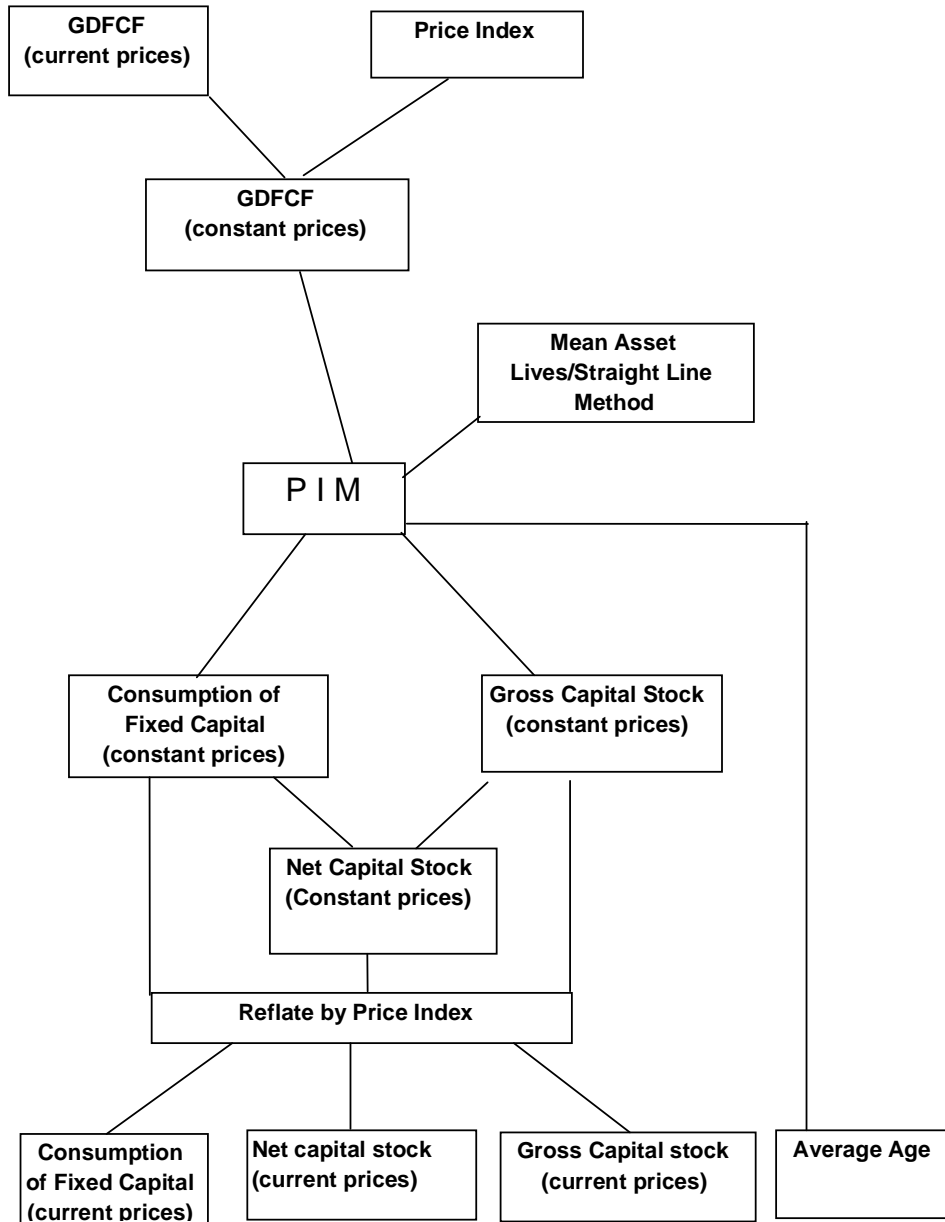 GDFCF
(current prices)
Price Index
GDFCF
(constant prices)
Mean Asset
Lives/Straight Line
Method
P I M
Consumption of
Fixed Capital
(constant prices)
Gross Capital Stock
(constant prices)
Net Capital Stock
(Constant prices)
Reflate by Price Index
Consumption
of Fixed Capital
(current prices)
Net capital stock
(current prices)
Gross Capital stock
(current prices)
Average Age